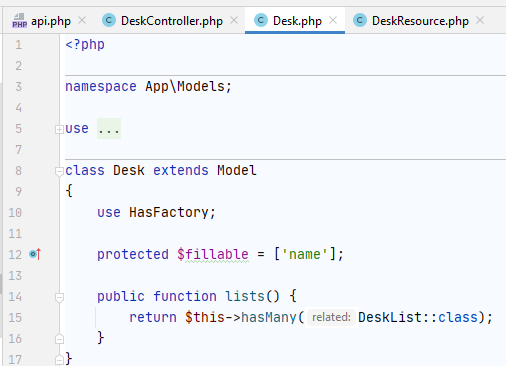 api.php DeskController.php Desk.php DeskResource.php
1 <?php
2
3 namespace App\Models;
4
5 use ...
7
8 class Desk extends Model
9 {
10 use HasFactory;
11
12 protected $fillable = ['name'];
13
14 public function lists() {
15 return $this->hasMany( related: DeskList::class);
16 }
17 }